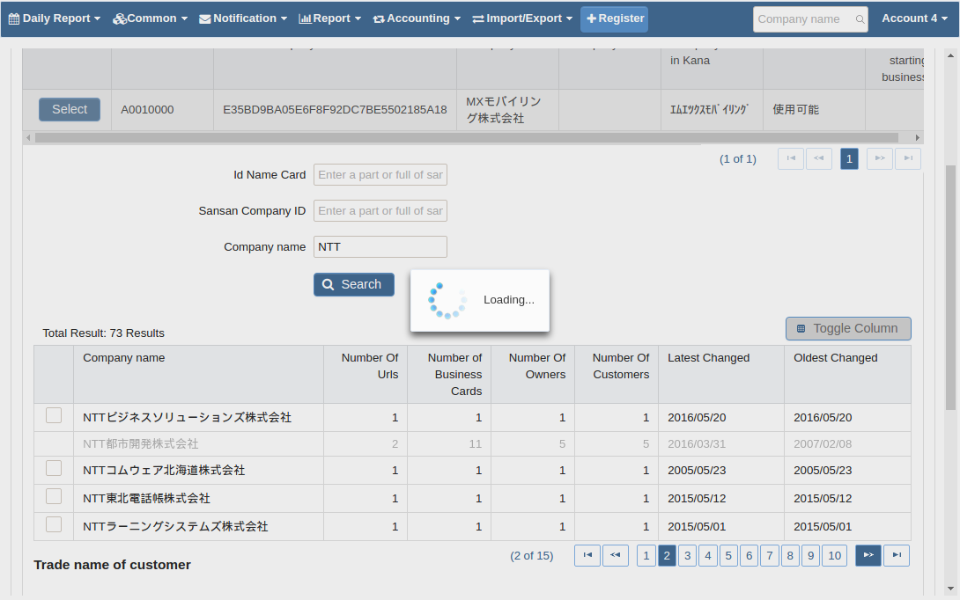 Daily Report Common Notification Report Accounting Import/Export Register Company name Account 4
in Kana
starting
business
Select A0010000 E35BD9BA05E6F8F92DC7BE5502185A18 MXモバイリン
グ株式会社 ｴﾑｴｯｸｽﾓﾊﾞｲﾘﾝｸﾞ 使用可能
(1 of 1) 1
Id Name Card Enter a part or full of sar
Sansan Company ID Enter a part or full of sar
Company name NTT
Search
Loading...
Total Result: 73 Results
Toggle Column
Company name Number Of Urls Number of Business Cards Number Of Owners Number Of Customers Latest Changed Oldest Changed
NTTビジネスソリューションズ株式会社 1 1 1 1 2016/05/20 2016/05/20
NTT都市開発株式会社 2 11 5 5 2016/03/31 2007/02/08
NTTコムウェア北海道株式会社 1 1 1 1 2005/05/23 2005/05/23
NTT東北電話帳株式会社 1 1 1 1 2015/05/12 2015/05/12
NTTラーニングシステムズ株式会社 1 1 1 1 2015/05/01 2015/05/01
(2 of 15) 1 2 3 4 5 6 7 8 9 10
Trade name of customer